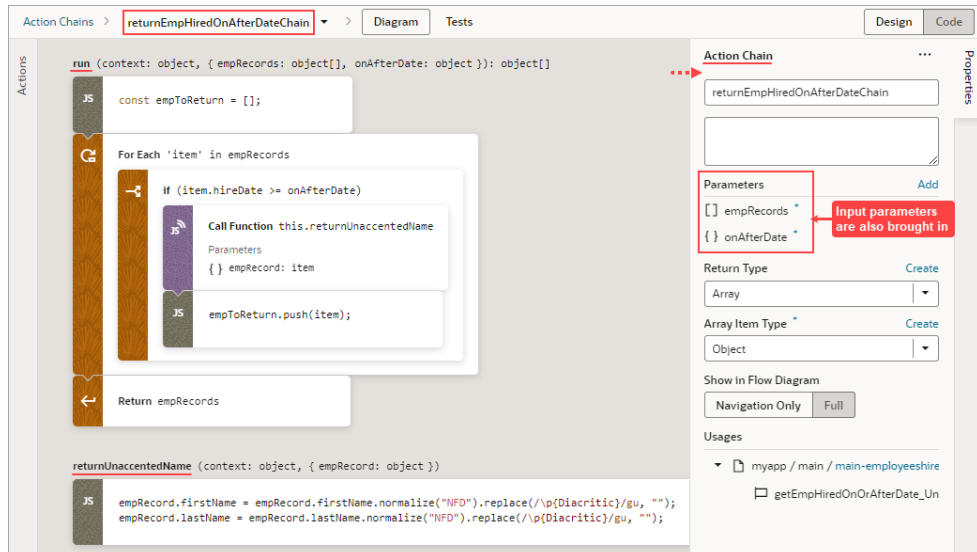 Action Chains > returnEmpHiredOnAfterDateChain > Diagram Tests Design Code
Actions
run (context: object, { empRecords: object[], onAfterDate: object }): object[]
JS const empToReturn = [];
For Each 'item' in empRecords
if (item.hireDate >= onAfterDate)
JS Call Function this.returnUnaccentedName
Parameters
{ } empRecord: item
JS empToReturn.push(item);
Return empRecords
returnUnaccentedName (context: object, { empRecord: object })
JS empRecord.firstName = empRecord.firstName.normalize("NFD").replace(/\p{Diacritic}/gu, "");
empRecord.lastName = empRecord.lastName.normalize("NFD").replace(/\p{Diacritic}/gu, "");
Action Chain ...
returnEmpHiredOnAfterDateChain
Parameters Add
[ ] empRecords *
{ } onAfterDate *
Input parameters
are also brought in
Return Type Create
Array
Array Item Type * Create
Object
Show in Flow Diagram
Navigation Only Full
Usages
myapp / main / main-employeeshire
getEmpHiredOnOrAfterDate_Un
Properties